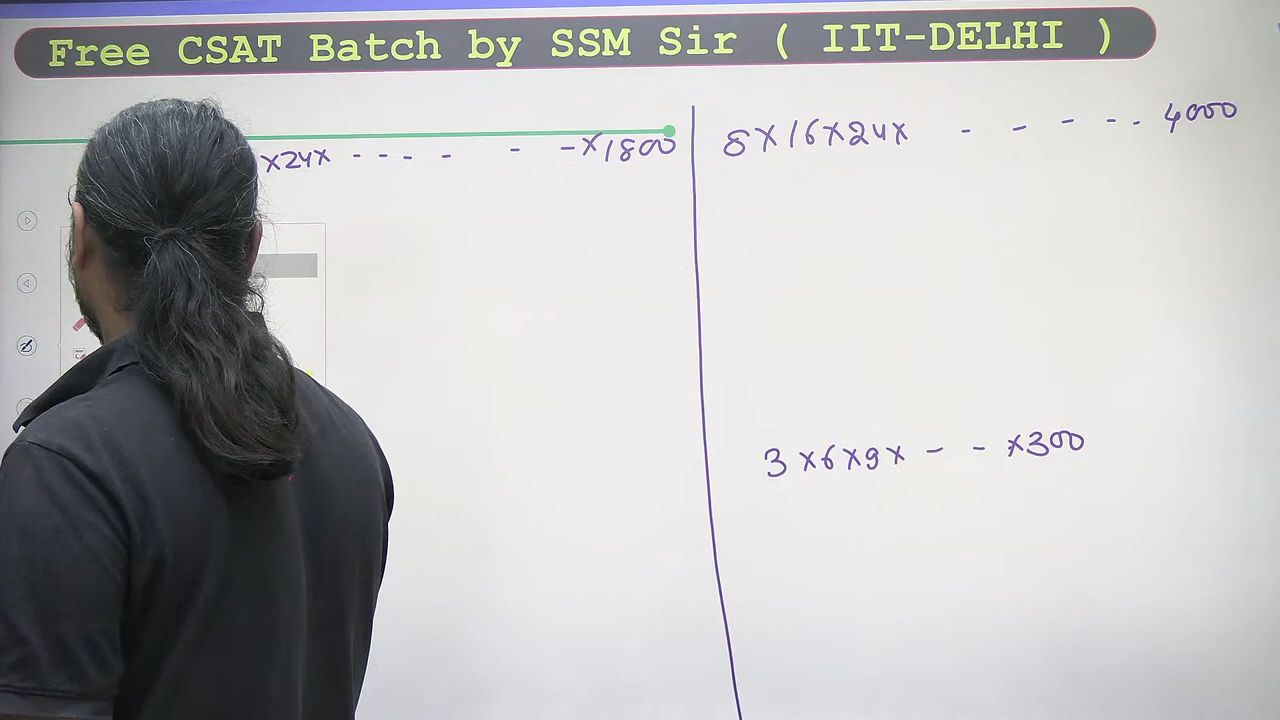 Free CSAT Batch by SSM Sir ( IIT-DELHI )
x24x - - - - - -x1800
8x16x24x - - - - - 4000
3x6x9x - - x300